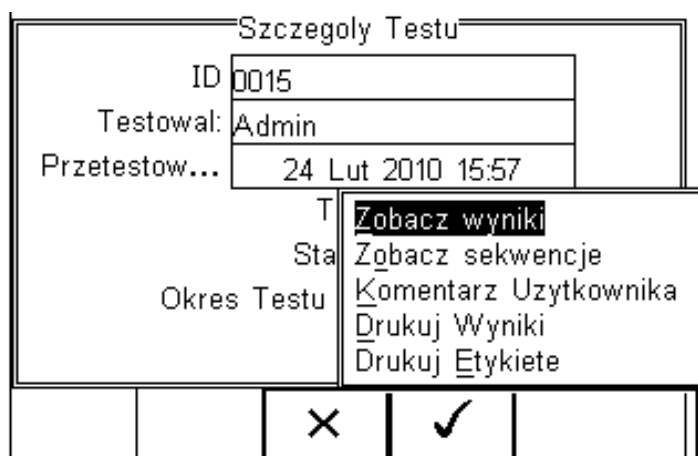 Szczegoly Testu
ID 0015
Testowal: Admin
Przetestow... 24 Lut 2010 15:57
T
Sta
Okres Testu
Zobacz wyniki
Zobacz sekwencje
Komentarz Uzytkownika
Drukuj Wyniki
Drukuj Etykiete